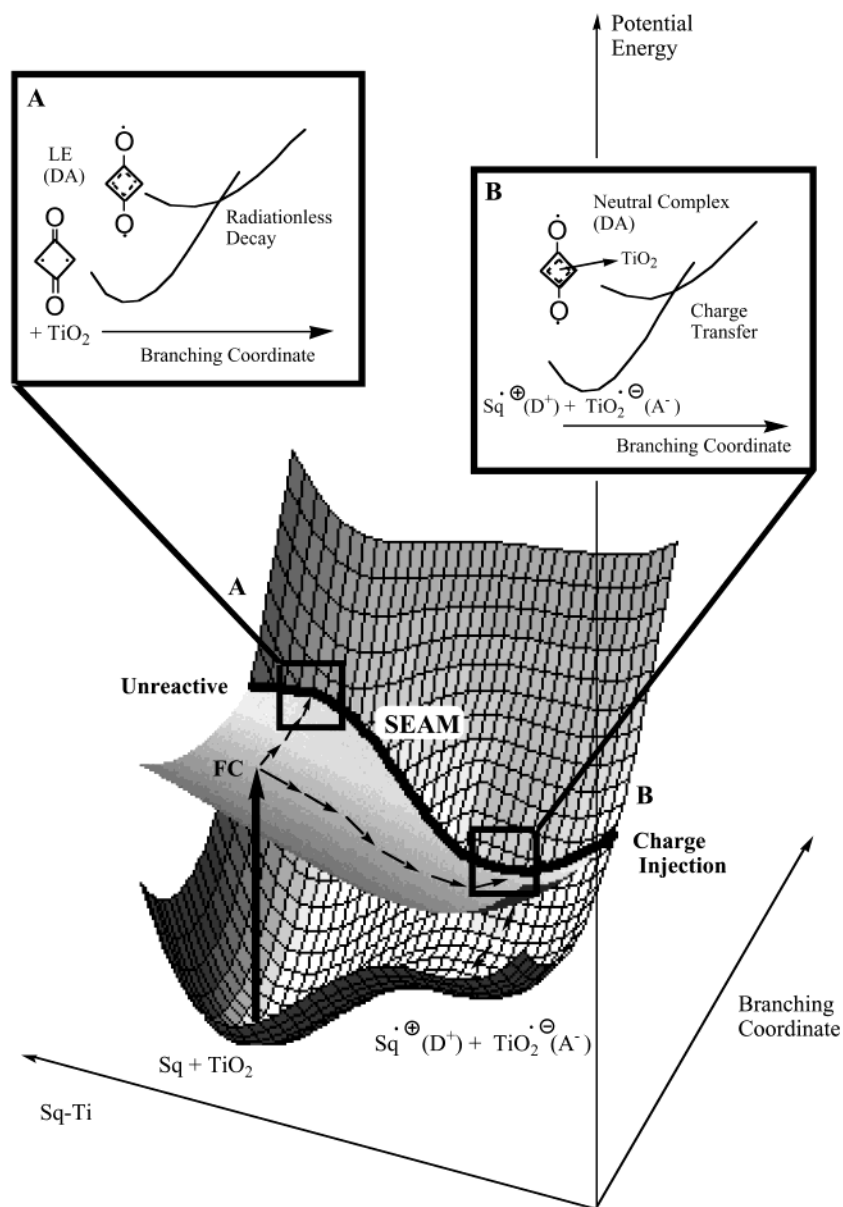 Potential
Energy
A
LE
(DA)
O
O
O
O
Radiationless
Decay
+ TiO₂
Branching Coordinate
B
Neutral Complex
(DA)
O
TiO₂
O
Charge
Transfer
Sq˙⊕(D⁺) + TiO₂˙⊖(A⁻)
Branching Coordinate
A
Unreactive
SEAM
FC
B
Charge
Injection
Branching
Coordinate
Sq + TiO₂
Sq˙⊕(D⁺) + TiO₂˙⊖(A⁻)
Sq-Ti